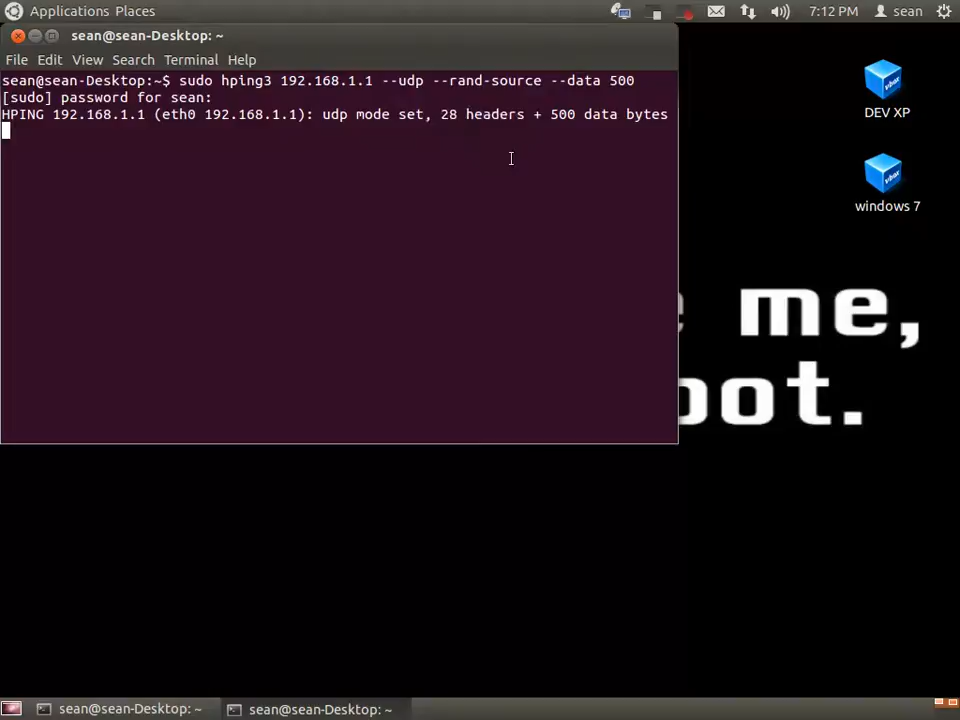 Applications Places
7:12 PM
sean
sean@sean-Desktop: ~
File Edit View Search Terminal Help
sean@sean-Desktop:~$ sudo hping3 192.168.1.1 --udp --rand-source --data 500
[sudo] password for sean:
HPING 192.168.1.1 (eth0 192.168.1.1): udp mode set, 28 headers + 500 data bytes
DEV XP
windows 7
me,
oot.
sean@sean-Desktop: ~
sean@sean-Desktop: ~